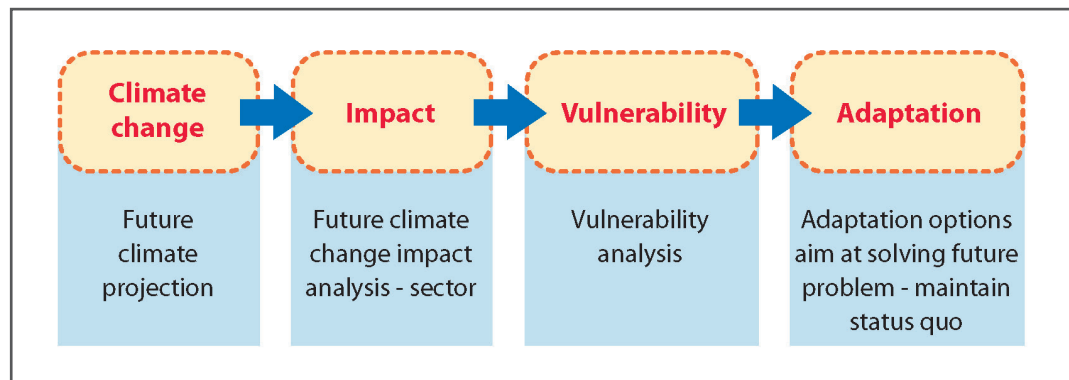 Climate
change
Impact
Vulnerability
Adaptation
Future
climate
projection
Future climate
change impact
analysis - sector
Vulnerability
analysis
Adaptation options
aim at solving future
problem - maintain
status quo